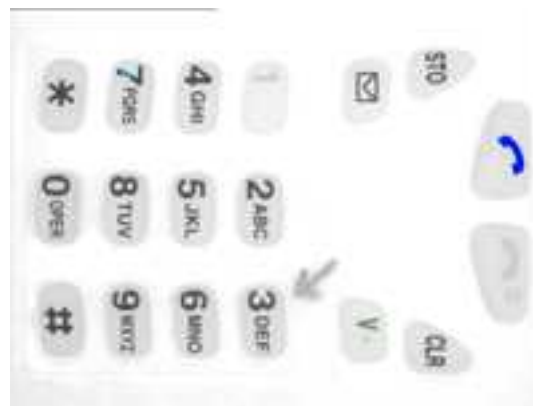 STO CLR
V
1 2 ABC 3 DEF
4 GHI 5 JKL 6 MNO
7 PQRS 8 TUV 9 WXYZ
* 0 OPER #